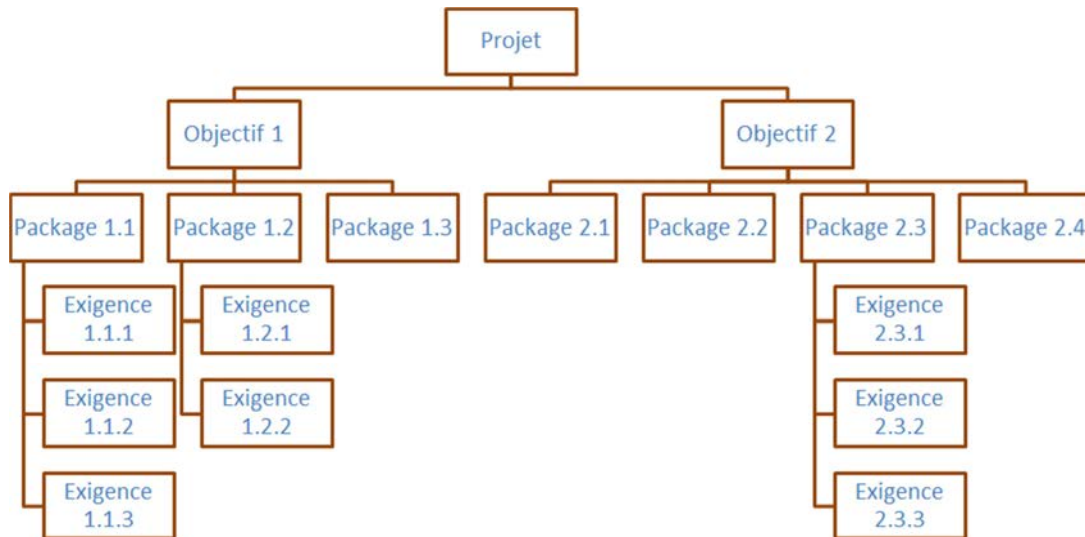 Projet
Objectif 1
Objectif 2
Package 1.1
Package 1.2
Package 1.3
Package 2.1
Package 2.2
Package 2.3
Package 2.4
Exigence
1.1.1
Exigence
1.2.1
Exigence
2.3.1
Exigence
1.1.2
Exigence
1.2.2
Exigence
2.3.2
Exigence
1.1.3
Exigence
2.3.3